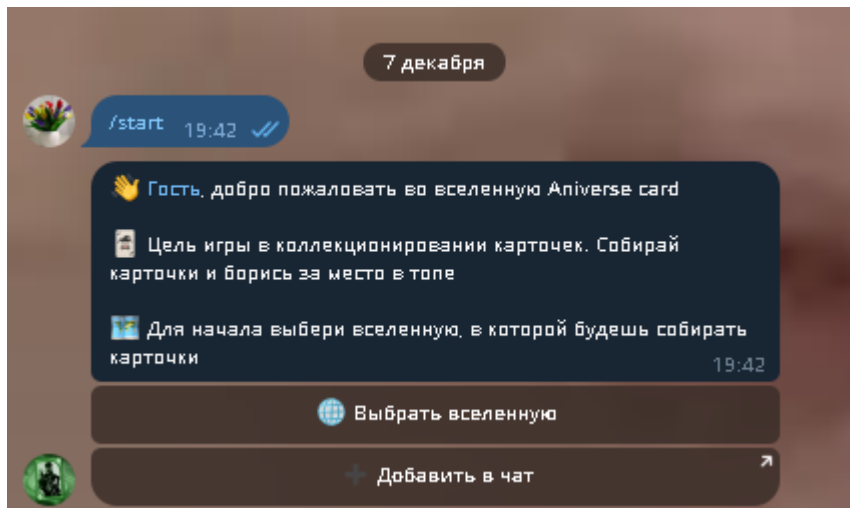 7 декабря
/start 19:42
👋 Гость, добро пожаловать во вселенную Aniverse card
🃏 Цель игры в коллекционировании карточек. Собирай
карточки и борись за место в топе
🗺️ Для начала выбери вселенную, в которой будешь собирать
карточки
19:42
🌐 Выбрать вселенную
➕ Добавить в чат